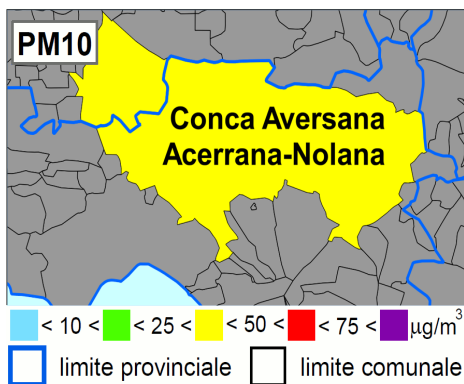 PM10
Conca Aversana
Acerrana-Nolana
< 10 < < 25 < < 50 < < 75 < μg/m³
limite provinciale limite comunale